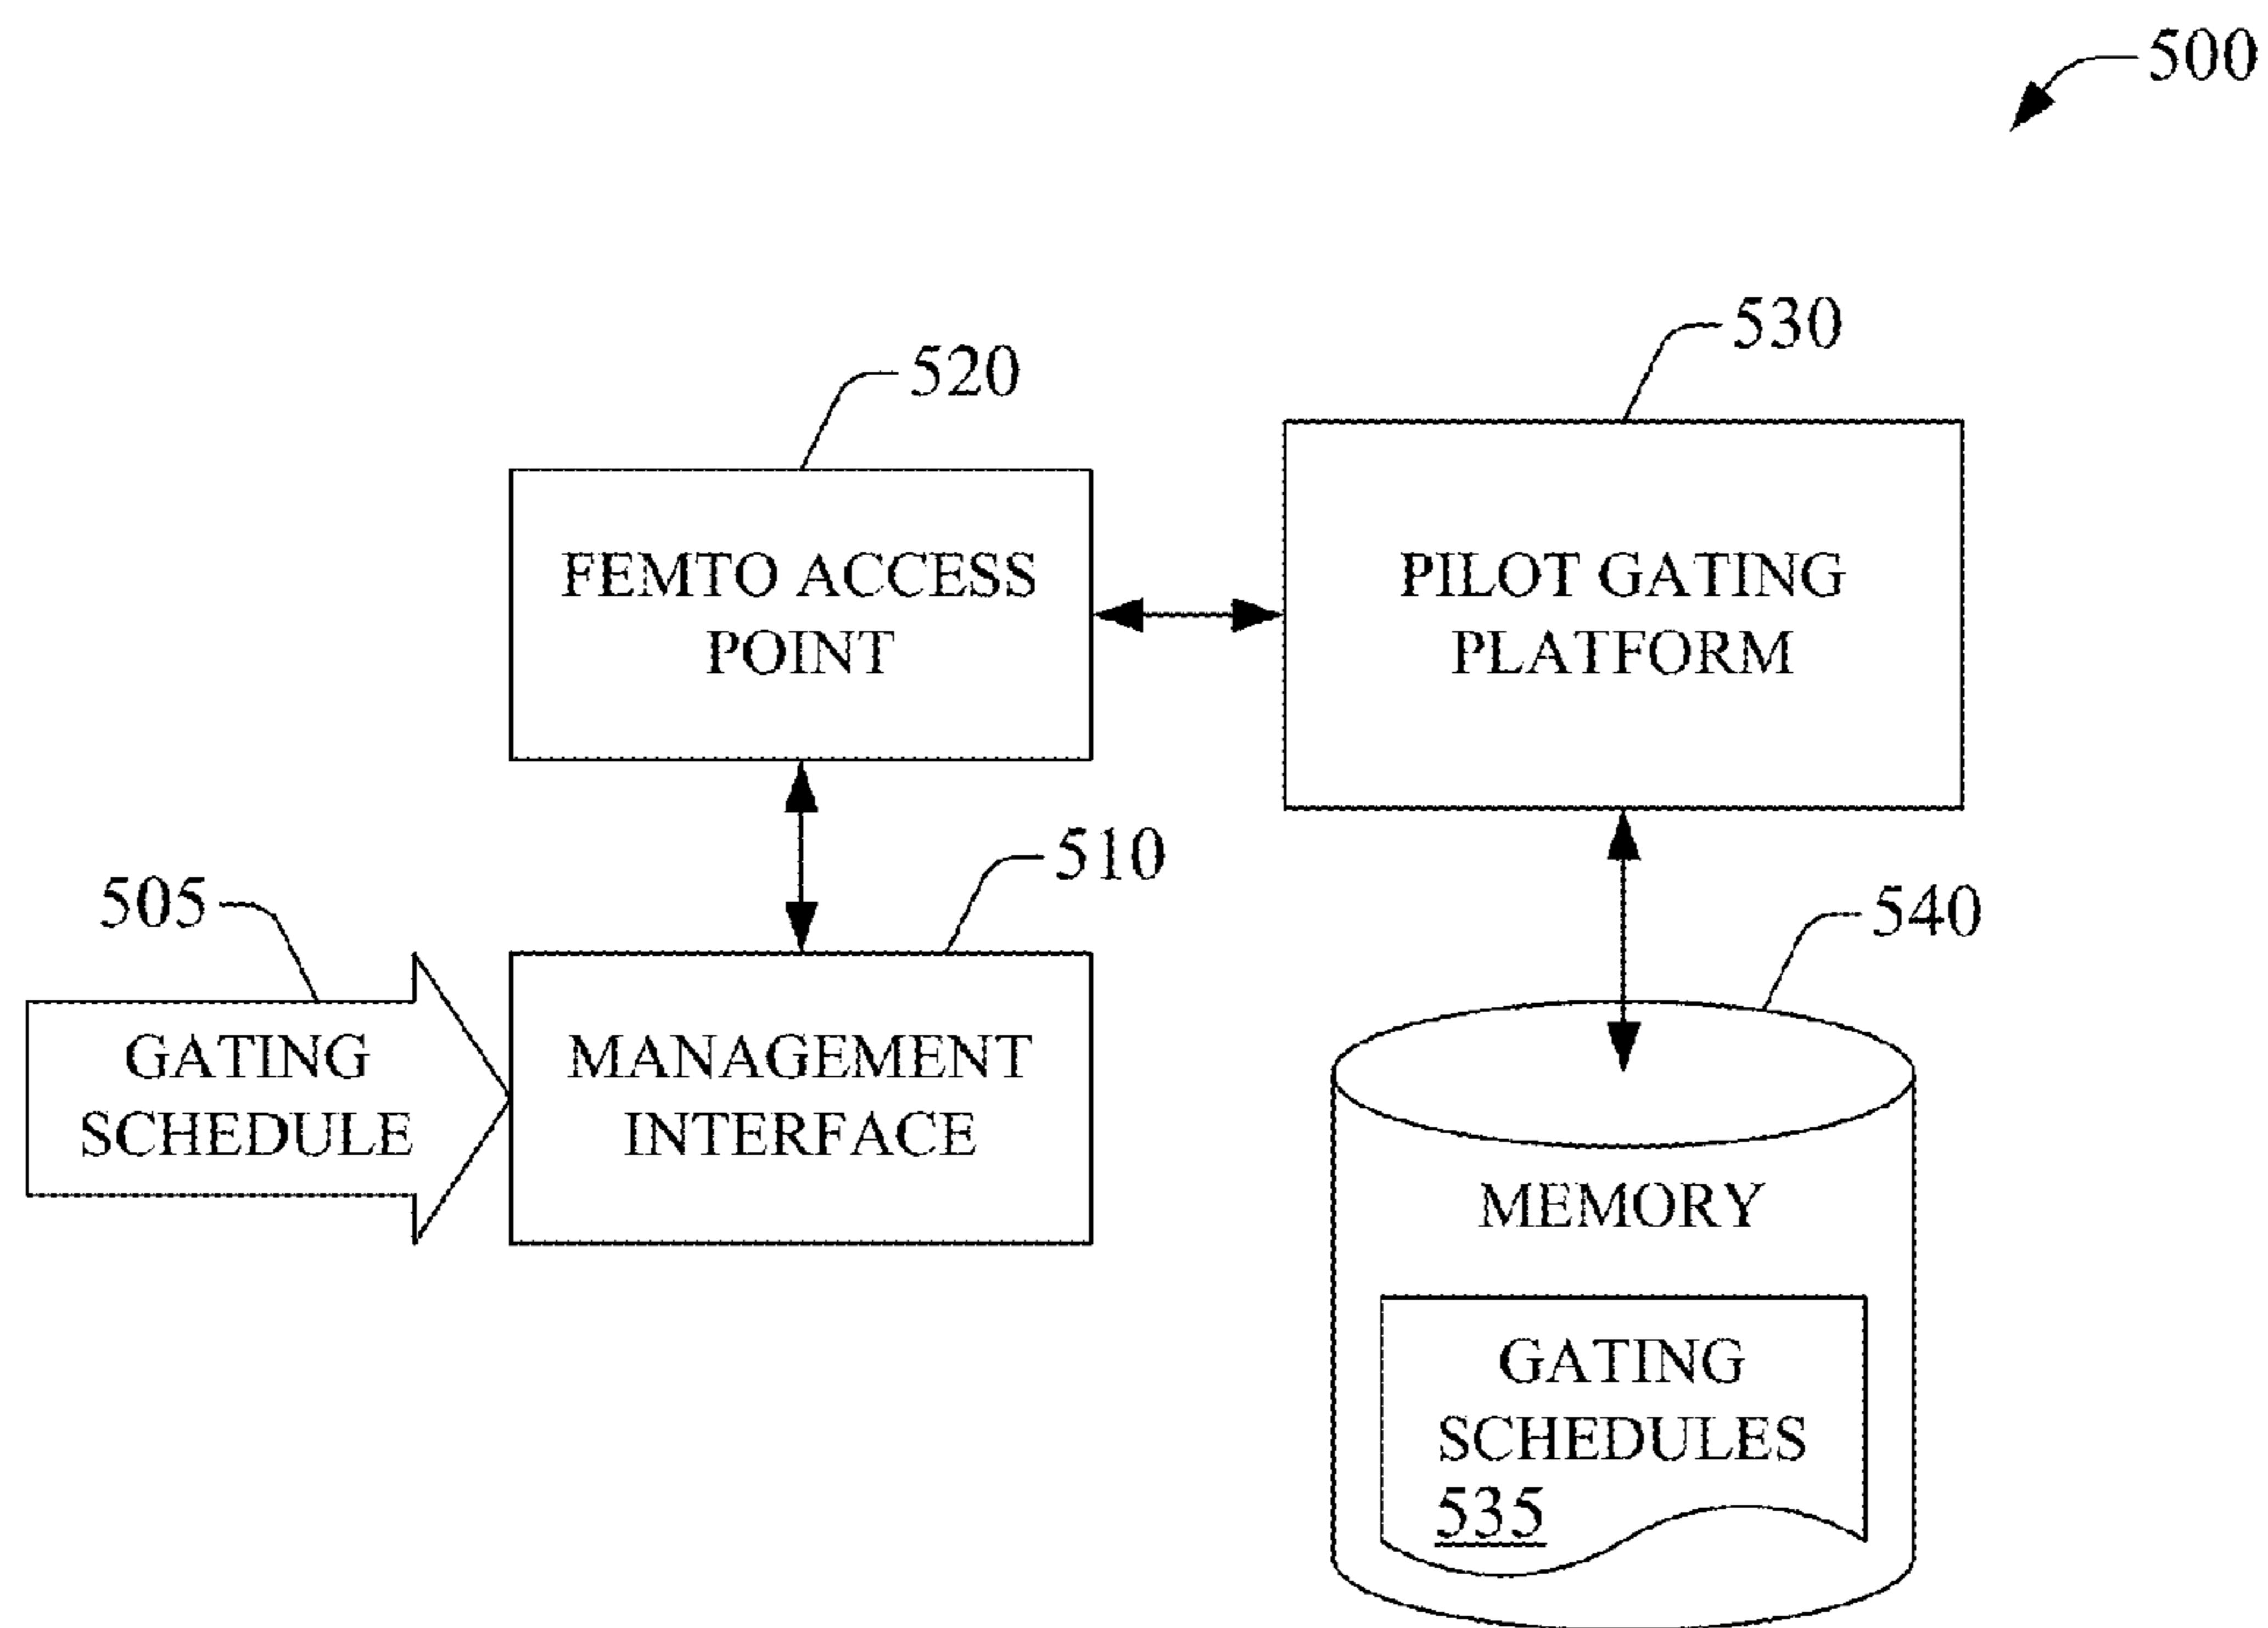 500
530
520
FEMTO ACCESS
POINT
PILOT GATING
PLATFORM
510
505
540
GATING
SCHEDULE
MANAGEMENT
INTERFACE
MEMORY
GATING
SCHEDULES
535